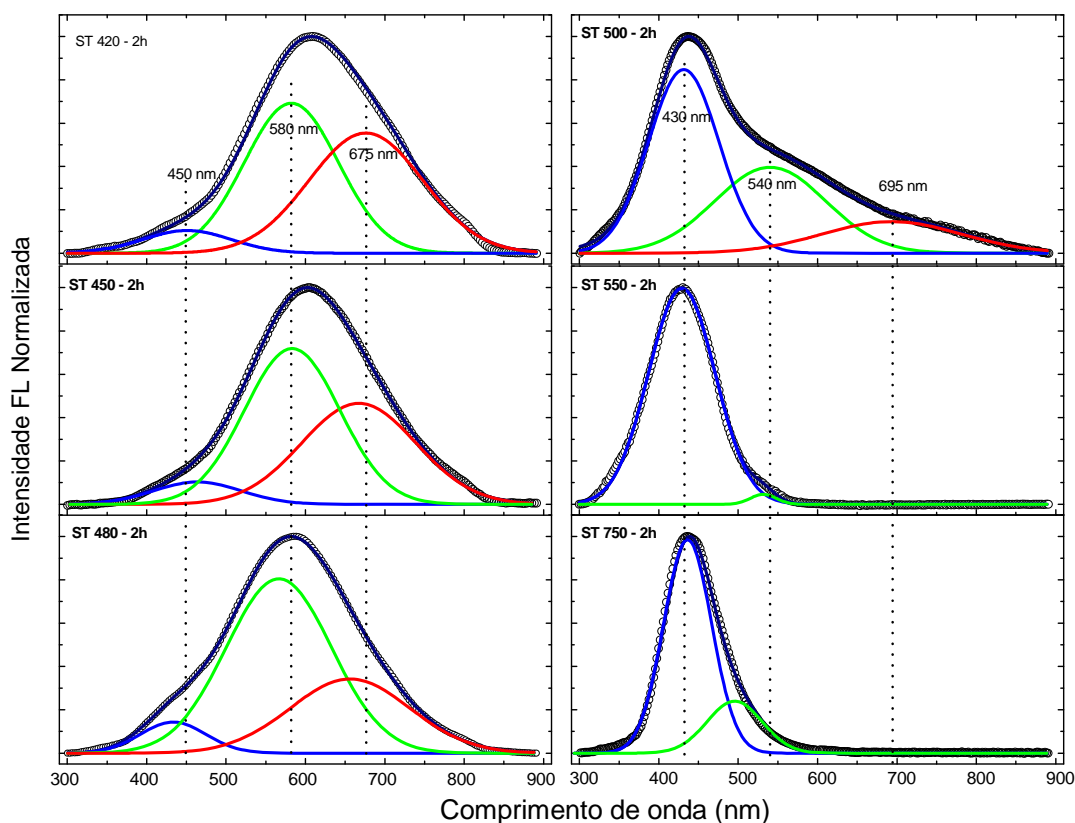 ST 420 - 2h
450 nm
580 nm
675 nm
ST 500 - 2h
430 nm
540 nm
695 nm
ST 450 - 2h
ST 550 - 2h
ST 480 - 2h
ST 750 - 2h
300 400 500 600 700 800 900
300 400 500 600 700 800 900
Intensidade FL Normalizada
Comprimento de onda (nm)